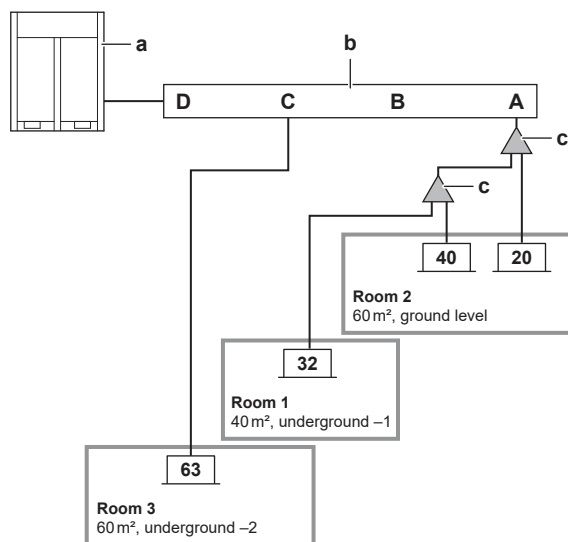 a
b
D C B A
c
c
40 20
Room 2
60 m², ground level
32
Room 1
40 m², underground –1
63
Room 3
60 m², underground –2